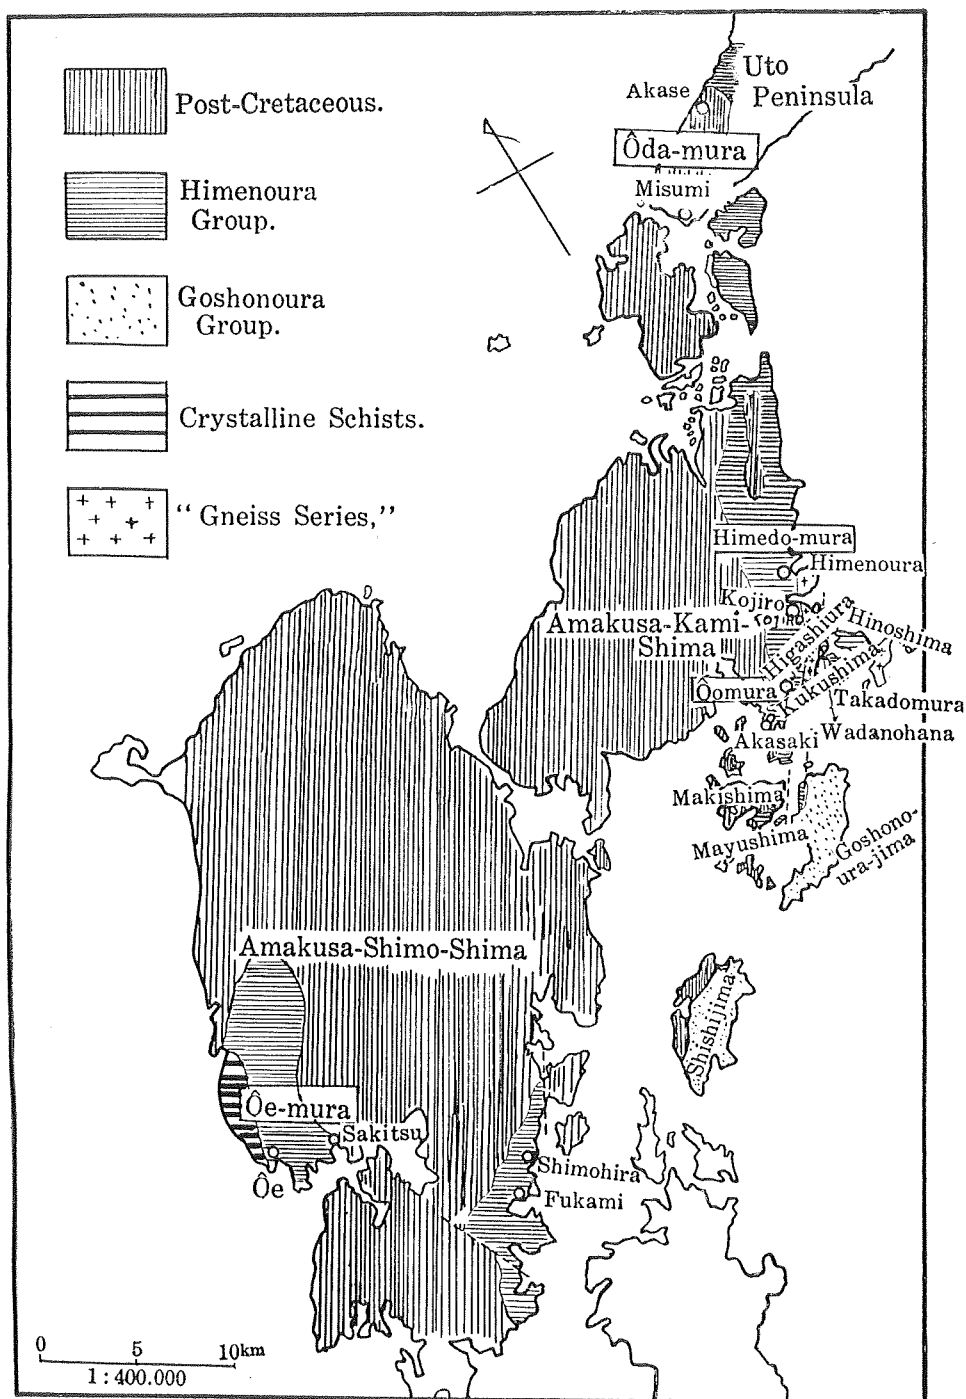 Post-Cretaceous.
Himenoura
Group.
Goshonoura
Group.
Crystalline Schists.
“Gneiss Series,”
Uto
Peninsula
Akase
Ôda-mura
Misumi
Himedo-mura
Himenoura
Kojiro
Amakusa-Kami-
Shima
Higashiura
Hinoshima
Kukushima
Ôomura
Takadomura
Wadanohana
Akasaki
Makishima
Mayushima
Goshono-
ura-jima
Amakusa-Shimo-Shima
Shishijima
Ôe-mura
Sakitsu
Ôe
Shimohira
Fukami
0 5 10km
1:400.000